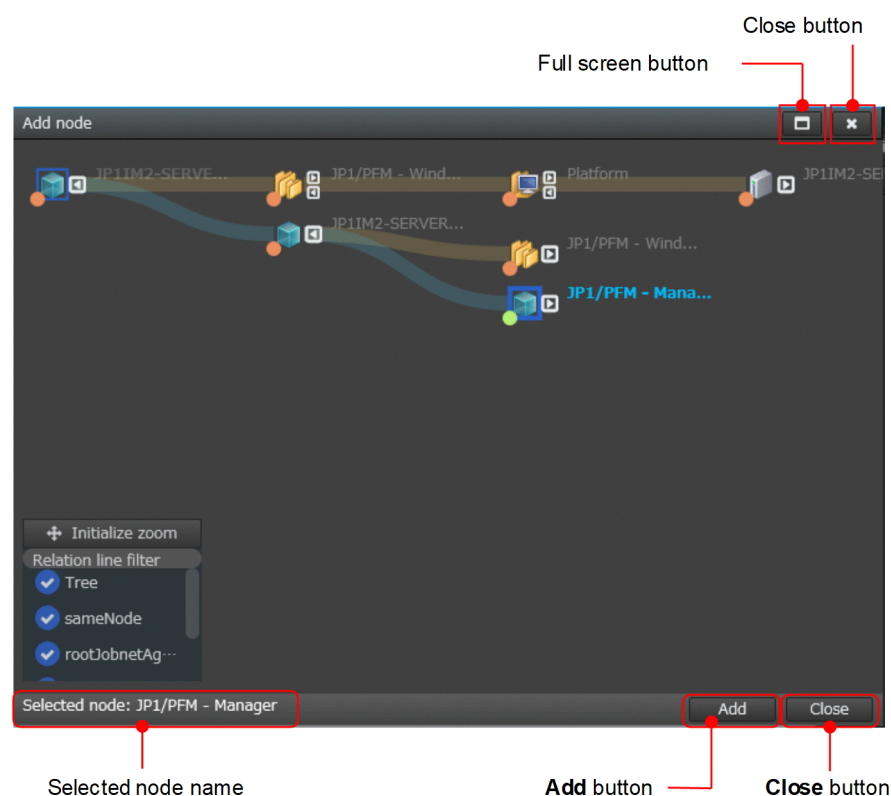 Close button
Full screen button
Add node
JP1IM2-SERVE...
JP1/PFM - Wind...
Platform
JP1IM2-SE
JP1IM2-SERVER...
JP1/PFM - Wind...
JP1/PFM - Mana...
Initialize zoom
Relation line filter
Tree
sameNode
rootJobnetAg···
Selected node: JP1/PFM - Manager
Add
Close
Selected node name
Add button
Close button